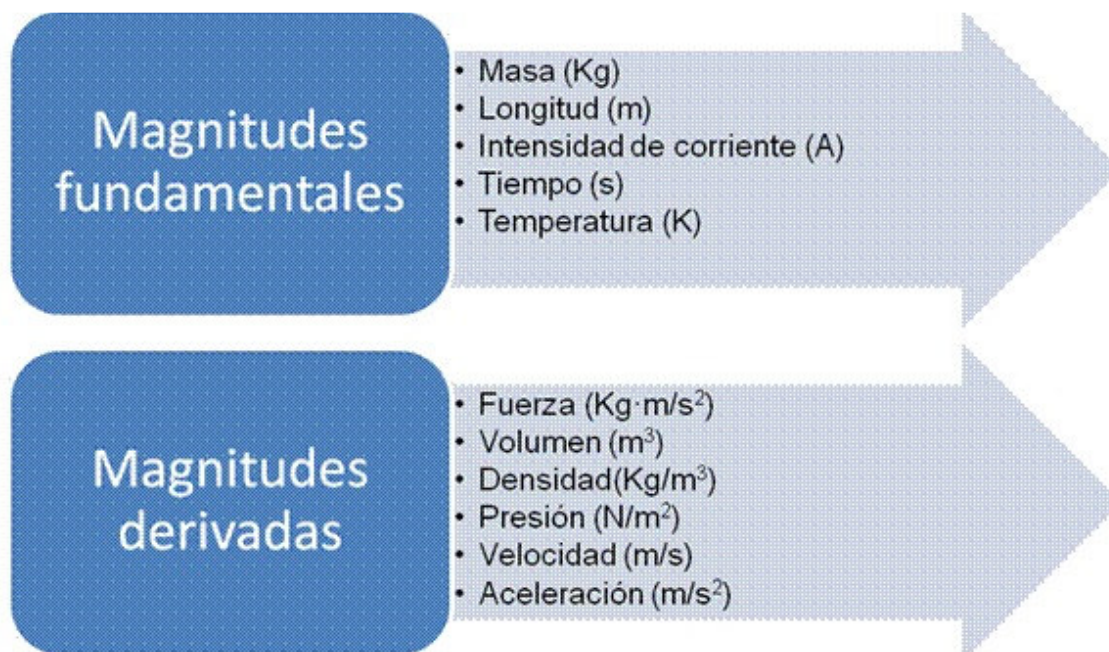 Magnitudes
fundamentales
• Masa (Kg)
• Longitud (m)
• Intensidad de corriente (A)
• Tiempo (s)
• Temperatura (K)
Magnitudes
derivadas
• Fuerza (Kg·m/s²)
• Volumen (m³)
• Densidad(Kg/m³)
• Presión (N/m²)
• Velocidad (m/s)
• Aceleración (m/s²)